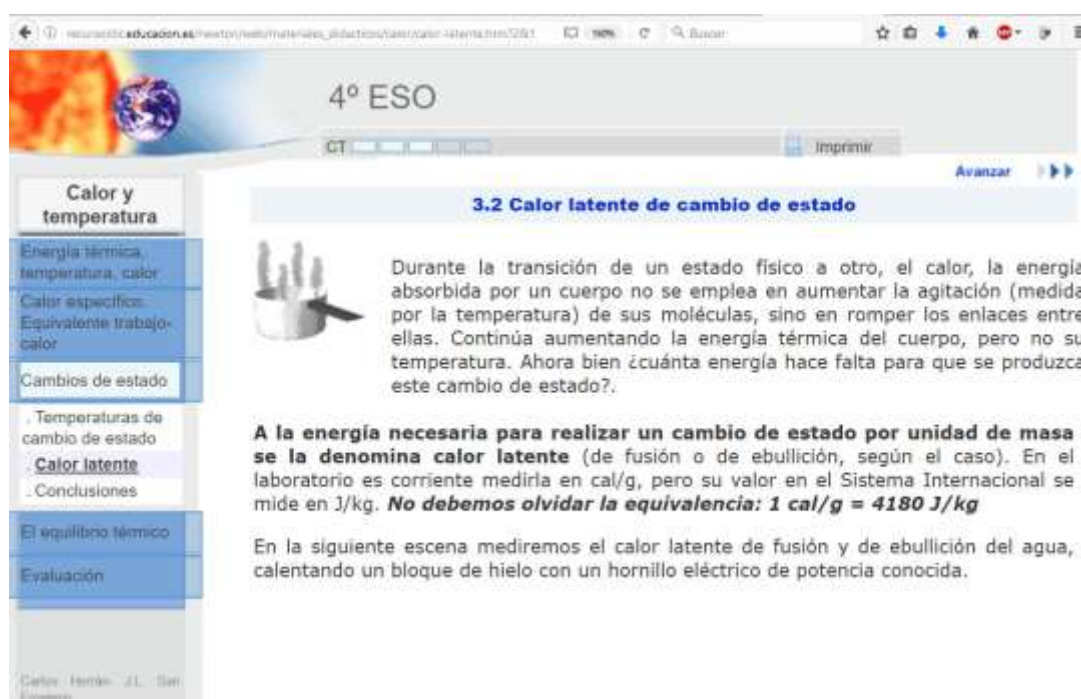 educacion.es
90%
Buscar
4º ESO
CT
Imprimir
Avanzar
Calor y
temperatura
Energía térmica,
temperatura, calor
Calor específico.
Equivalente trabajo-
calor
Cambios de estado
. Temperaturas de
cambio de estado
. Calor latente
. Conclusiones
El equilibrio térmico
Evaluación
3.2 Calor latente de cambio de estado
Durante la transición de un estado físico a otro, el calor, la energía
absorbida por un cuerpo no se emplea en aumentar la agitación (medida
por la temperatura) de sus moléculas, sino en romper los enlaces entre
ellas. Continúa aumentando la energía térmica del cuerpo, pero no su
temperatura. Ahora bien ¿cuánta energía hace falta para que se produzca
este cambio de estado?.
A la energía necesaria para realizar un cambio de estado por unidad de masa
se la denomina calor latente (de fusión o de ebullición, según el caso). En el
laboratorio es corriente medirla en cal/g, pero su valor en el Sistema Internacional se
mide en J/kg. No debemos olvidar la equivalencia: 1 cal/g = 4180 J/kg
En la siguiente escena mediremos el calor latente de fusión y de ebullición del agua,
calentando un bloque de hielo con un hornillo eléctrico de potencia conocida.